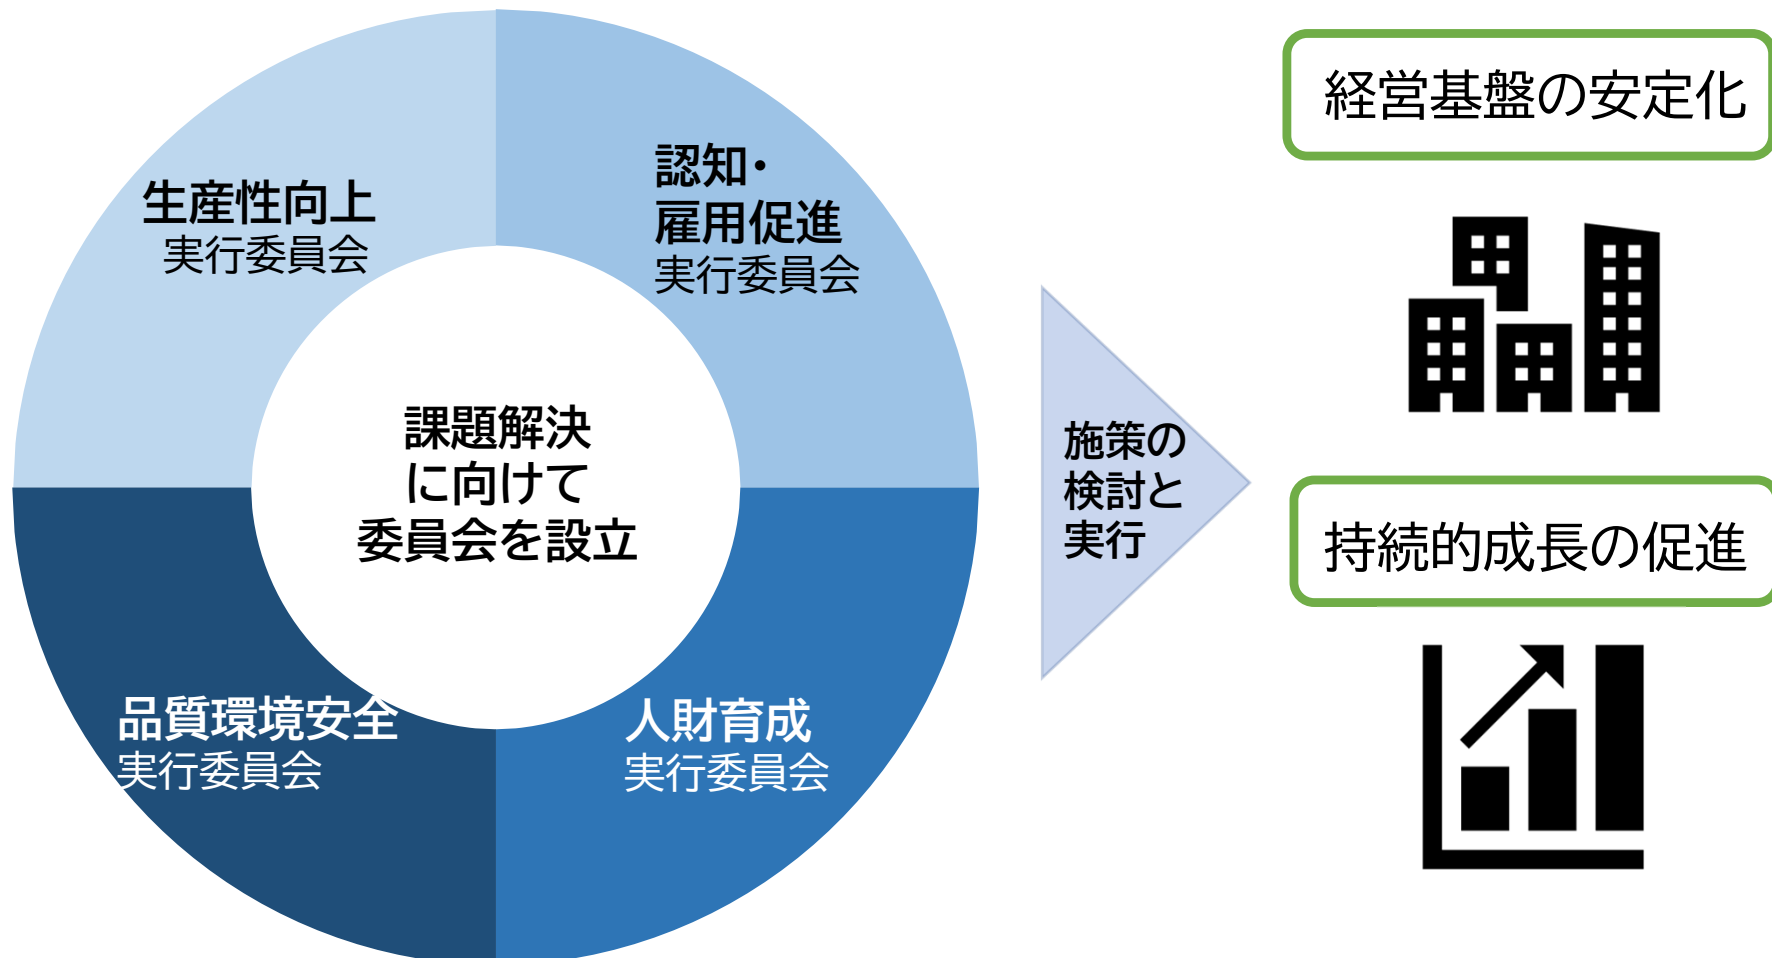 生産性向上
実行委員会
認知・
雇用促進
実行委員会
課題解決
に向けて
委員会を設立
品質環境安全
実行委員会
人財育成
実行委員会
施策の
検討と
実行
経営基盤の安定化
持続的成長の促進